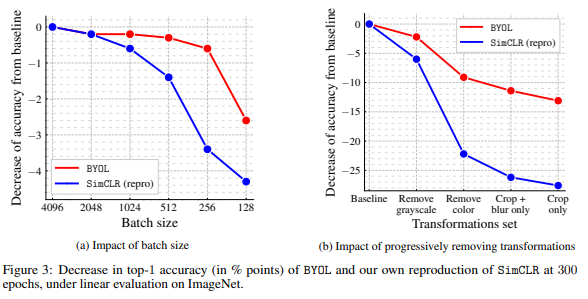 Decrease of accuracy from baseline
0
−1
−2
−3
−4
BYOL
SimCLR (repro)
4096 2048 1024 512 256 128
Batch size
(a) Impact of batch size
Decrease of accuracy from baseline
0
−5
−10
−15
−20
−25
BYOL
SimCLR (repro)
Baseline Remove Remove Crop + Crop
grayscale color blur only only
Transformations set
(b) Impact of progressively removing transformations
Figure 3: Decrease in top-1 accuracy (in % points) of BYOL and our own reproduction of SimCLR at 300
epochs, under linear evaluation on ImageNet.